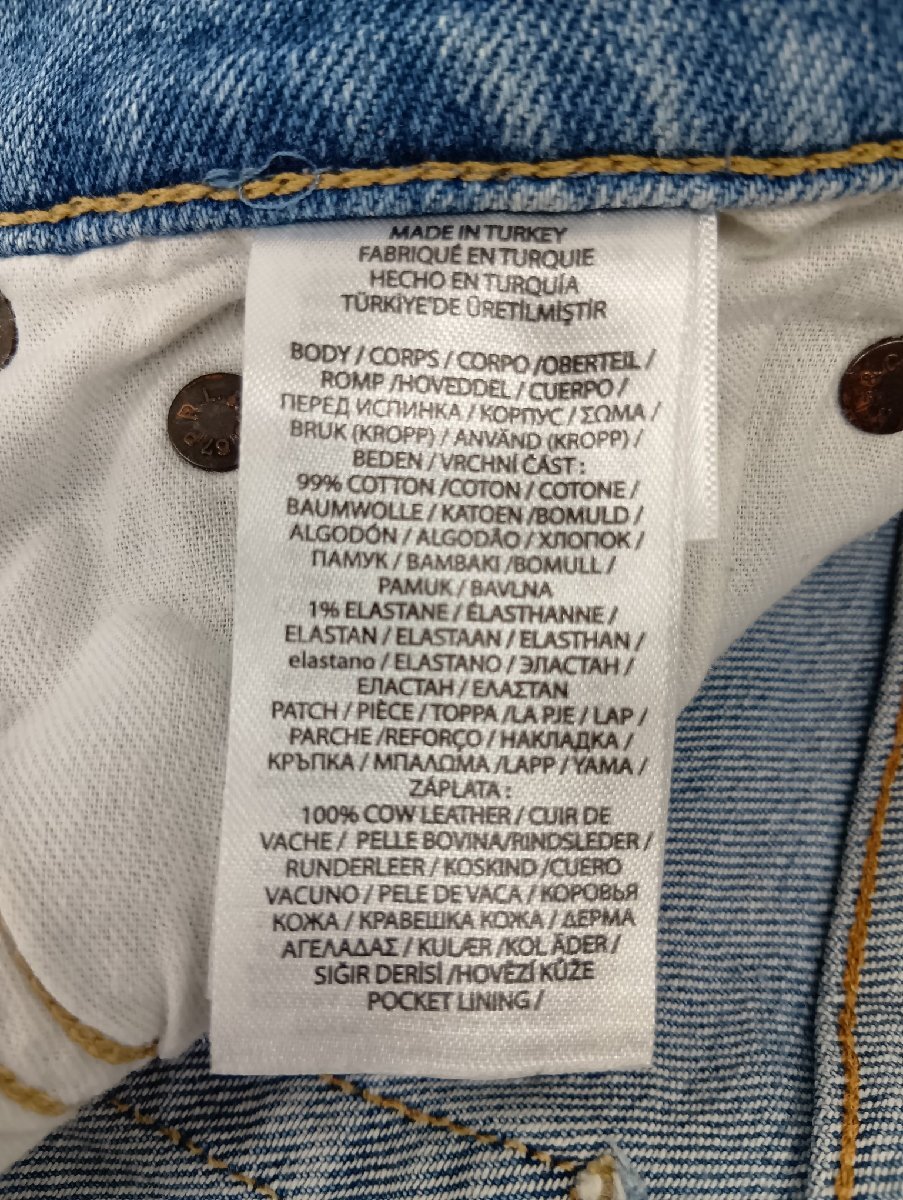 MADE IN TURKEY
FABRIQUÉ EN TURQUIE
HECHO EN TURQUÍA
TÜRKİYE'DE ÜRETİLMİŞTİR
BODY / CORPS / CORPO /OBERTEIL /
ROMP /HOVEDDEL / CUERPO /
ПЕРЕД ИСПИНКА / КОРПУС / ΣΩΜΑ /
BRUK (KROPP) / ANVÄND (KROPP) /
BEDEN / VRCHNÍ ČÁST :
99% COTTON /COTON / COTONE /
BAUMWOLLE / KATOEN /BOMULD /
ALGODÓN / ALGODÃO / ХЛОПОК /
ПАМУК / ΒΑΜΒΑΚΙ /BOMULL /
PAMUK / BAVLNA
1% ELASTANE / ÉLASTHANNE /
ELASTAN / ELASTAAN / ELASTHAN /
elastano / ELASTANO / ЭЛАСТАН /
ЕЛАСТАН / ΕΛΑΣΤΑΝ
PATCH / PIÈCE / TOPPA /LA PJE / LAP /
PARCHE /REFORÇO / НАКЛАДКА /
КРЪПКА / ΜΠΑΛΩΜΑ /LAPP / YAMA /
ZÁPLATA :
100% COW LEATHER / CUIR DE
VACHE / PELLE BOVINA/RINDSLEDER /
RUNDERLEER / KOSKIND /CUERO
VACUNO / PELE DE VACA / КОРОВЬЯ
КОЖА / КРАВЕШКА КОЖА / ΔΕΡΜΑ
ΑΓΕΛΑΔΑΣ / KULÆR /KOL ÄDER /
SIĞIR DERİSİ /HOVĚZÍ KŮŽE
POCKET LINING /